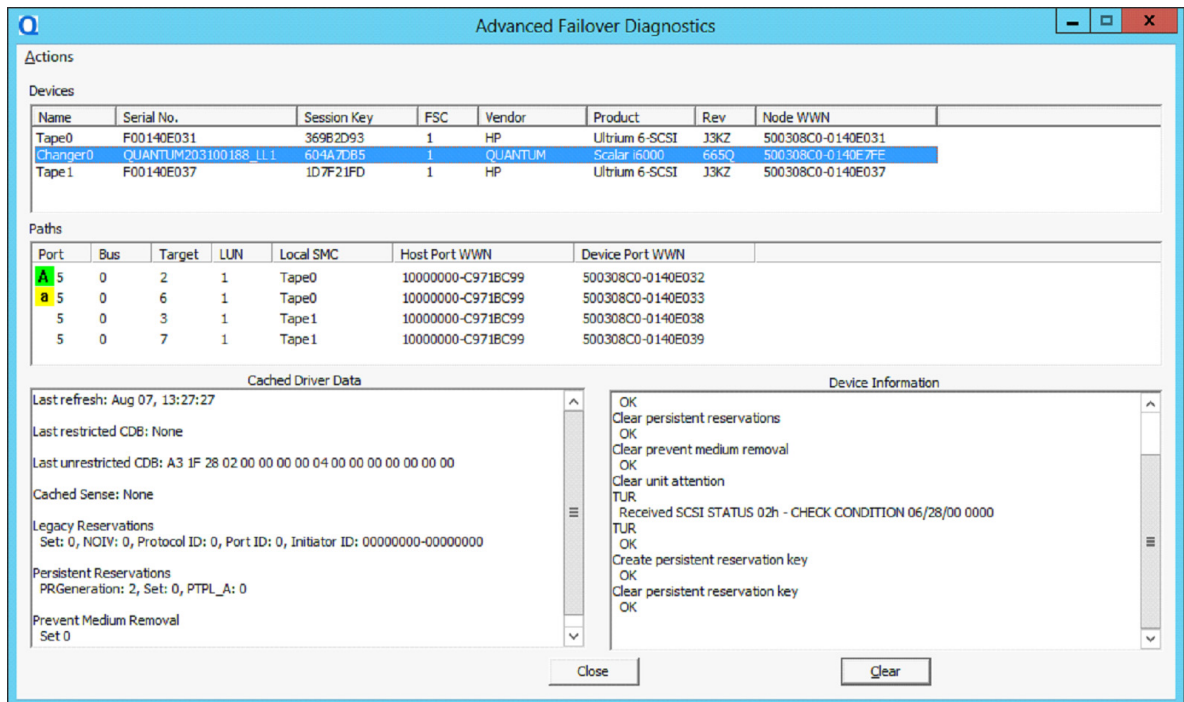 Advanced Failover Diagnostics
Actions
Devices
Name Serial No. Session Key FSC Vendor Product Rev Node WWN
Tape0 F00140E031 369B2D93 1 HP Ultrium 6-SCSI J3KZ 500308C0-0140E031
Changer0 QUANTUM203100188_LL1 604A7DB5 1 QUANTUM Scalar i6000 665Q 500308C0-0140E7FE
Tape1 F00140E037 1D7F21FD 1 HP Ultrium 6-SCSI J3KZ 500308C0-0140E037
Paths
Port Bus Target LUN Local SMC Host Port WWN Device Port WWN
A 5 0 2 1 Tape0 10000000-C971BC99 500308C0-0140E032
a 5 0 6 1 Tape0 10000000-C971BC99 500308C0-0140E033
5 0 3 1 Tape1 10000000-C971BC99 500308C0-0140E038
5 0 7 1 Tape1 10000000-C971BC99 500308C0-0140E039
Cached Driver Data
Last refresh: Aug 07, 13:27:27
Last restricted CDB: None
Last unrestricted CDB: A3 1F 28 02 00 00 00 00 04 00 00 00 00 00 00 00
Cached Sense: None
Legacy Reservations
Set: 0, NOIV: 0, Protocol ID: 0, Port ID: 0, Initiator ID: 00000000-00000000
Persistent Reservations
PRGeneration: 2, Set: 0, PTPL_A: 0
Prevent Medium Removal
Set 0
Device Information
OK
Clear persistent reservations
OK
Clear prevent medium removal
OK
Clear unit attention
TUR
Received SCSI STATUS 02h - CHECK CONDITION 06/28/00 0000
TUR
OK
Create persistent reservation key
OK
Clear persistent reservation key
OK
Close
Clear